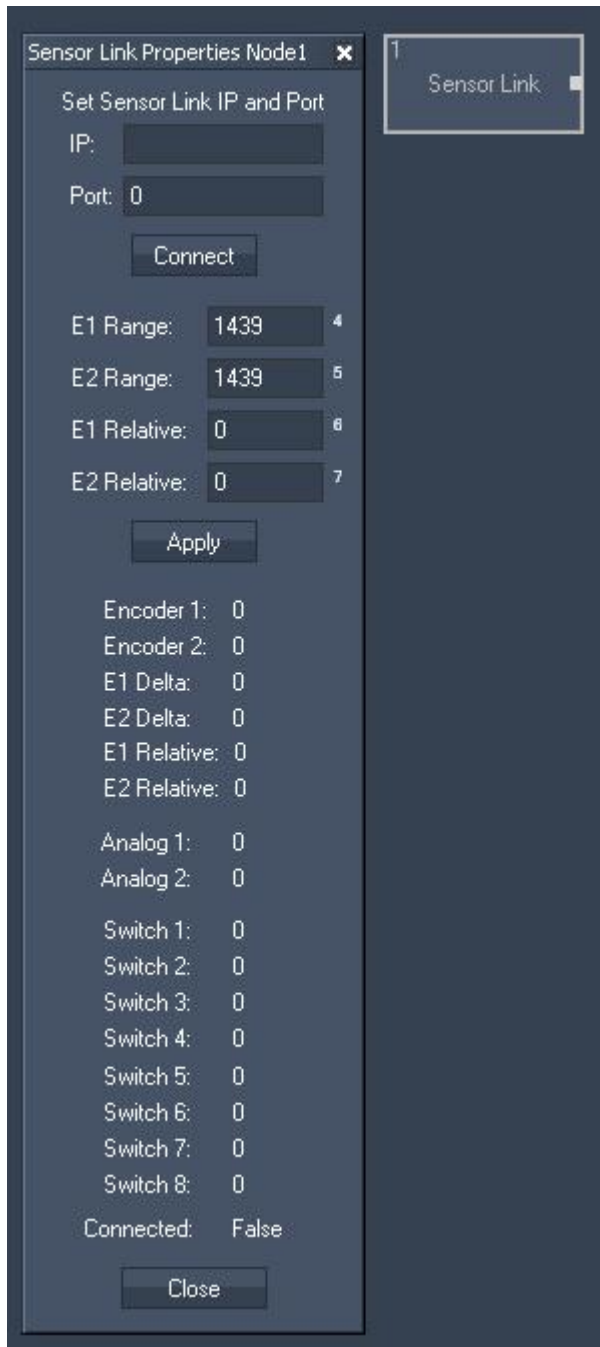 Sensor Link Properties Node1 x
Set Sensor Link IP and Port
IP:
Port: 0
Connect
E1 Range: 1439 4
E2 Range: 1439 5
E1 Relative: 0 6
E2 Relative: 0 7
Apply
Encoder 1: 0
Encoder 2: 0
E1 Delta: 0
E2 Delta: 0
E1 Relative: 0
E2 Relative: 0
Analog 1: 0
Analog 2: 0
Switch 1: 0
Switch 2: 0
Switch 3: 0
Switch 4: 0
Switch 5: 0
Switch 6: 0
Switch 7: 0
Switch 8: 0
Connected: False
Close
1
Sensor Link